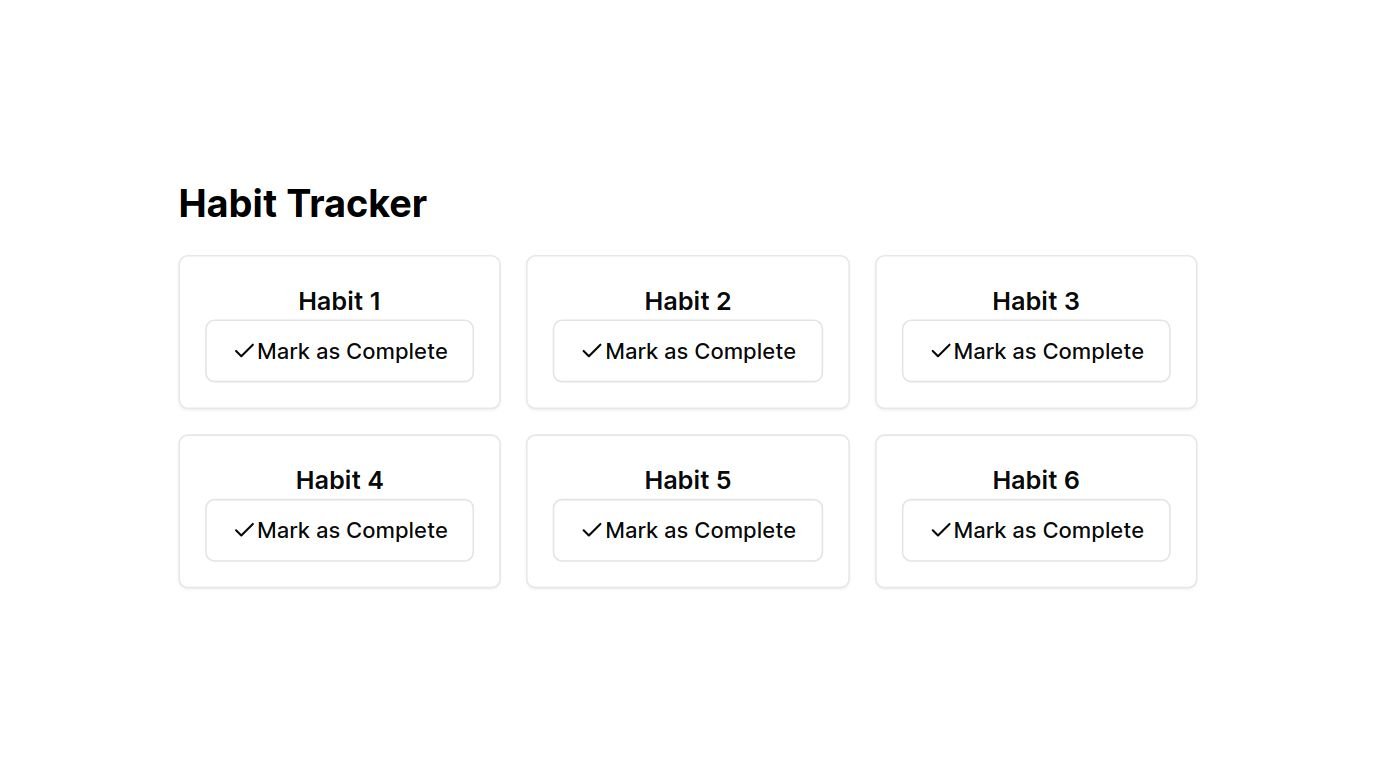 Habit Tracker
Habit 1
Mark as Complete
Habit 2
Mark as Complete
Habit 3
Mark as Complete
Habit 4
Mark as Complete
Habit 5
Mark as Complete
Habit 6
Mark as Complete